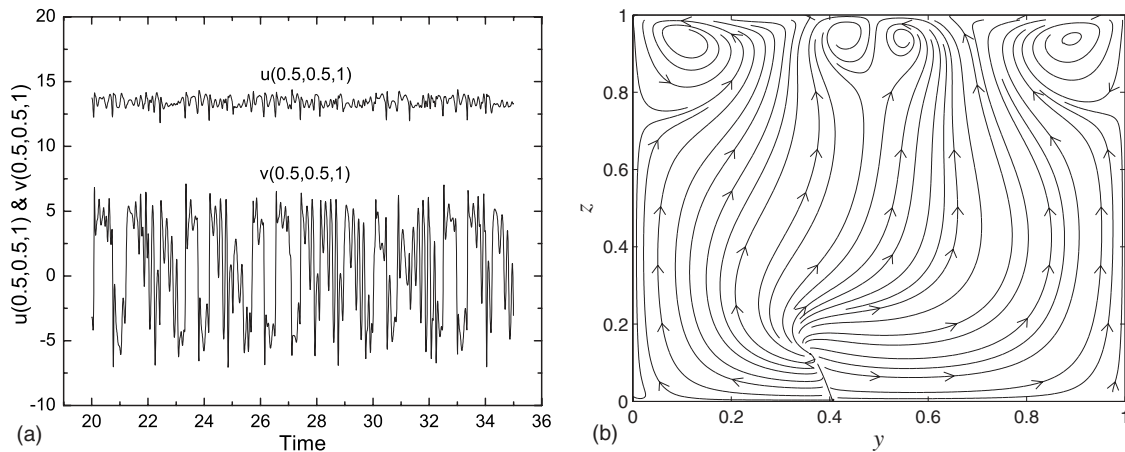 20
15
10
5
0
-5
-10
u(0.5,0.5,1) & v(0.5,0.5,1)
u(0.5,0.5,1)
v(0.5,0.5,1)
20 22 24 26 28 30 32 34 36
Time
(a)
1
0.8
0.6
0.4
0.2
0
z
0 0.2 0.4 0.6 0.8 1
y
(b)